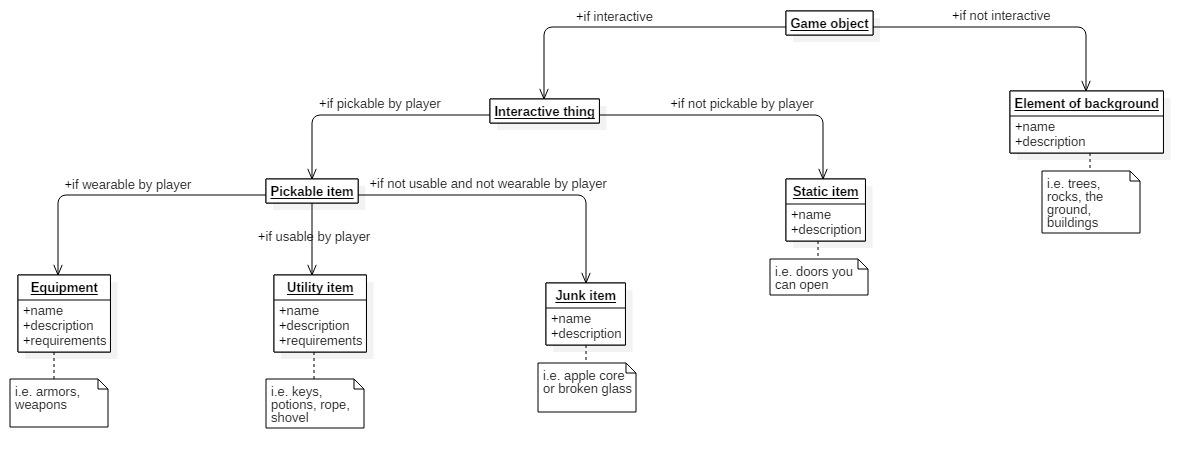 +if interactive
Game object
+if not interactive
+if pickable by player
Interactive thing
+if not pickable by player
Element of background
+name
+description
i.e. trees,
rocks, the
ground,
buildings
+if wearable by player
Pickable item
+if not usable and not wearable by player
+if usable by player
Static item
+name
+description
i.e. doors you
can open
Equipment
+name
+description
+requirements
i.e. armors,
weapons
Utility item
+name
+description
+requirements
i.e. keys,
potions, rope,
shovel
Junk item
+name
+description
i.e. apple core
or broken glass